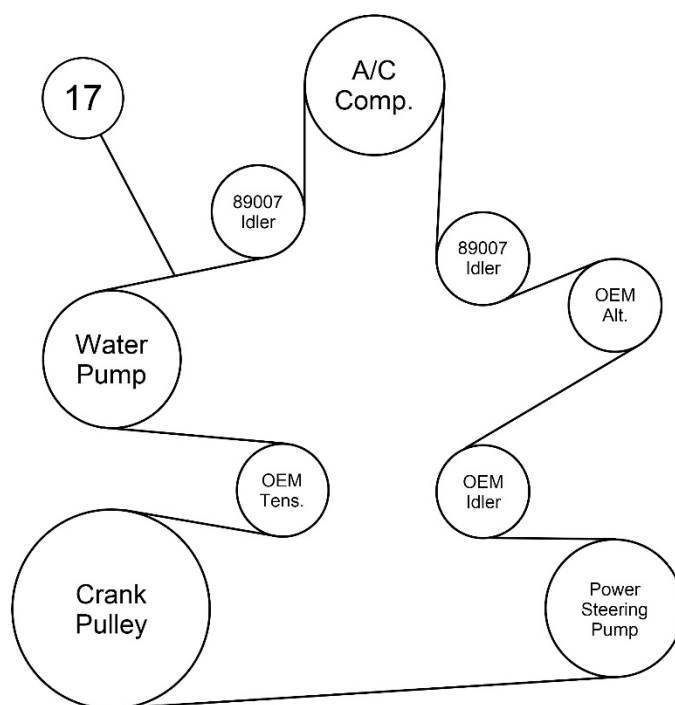 A/C
Comp.
17
89007
Idler
89007
Idler
OEM
Alt.
Water
Pump
OEM
Tens.
OEM
Idler
Crank
Pulley
Power
Steering
Pump